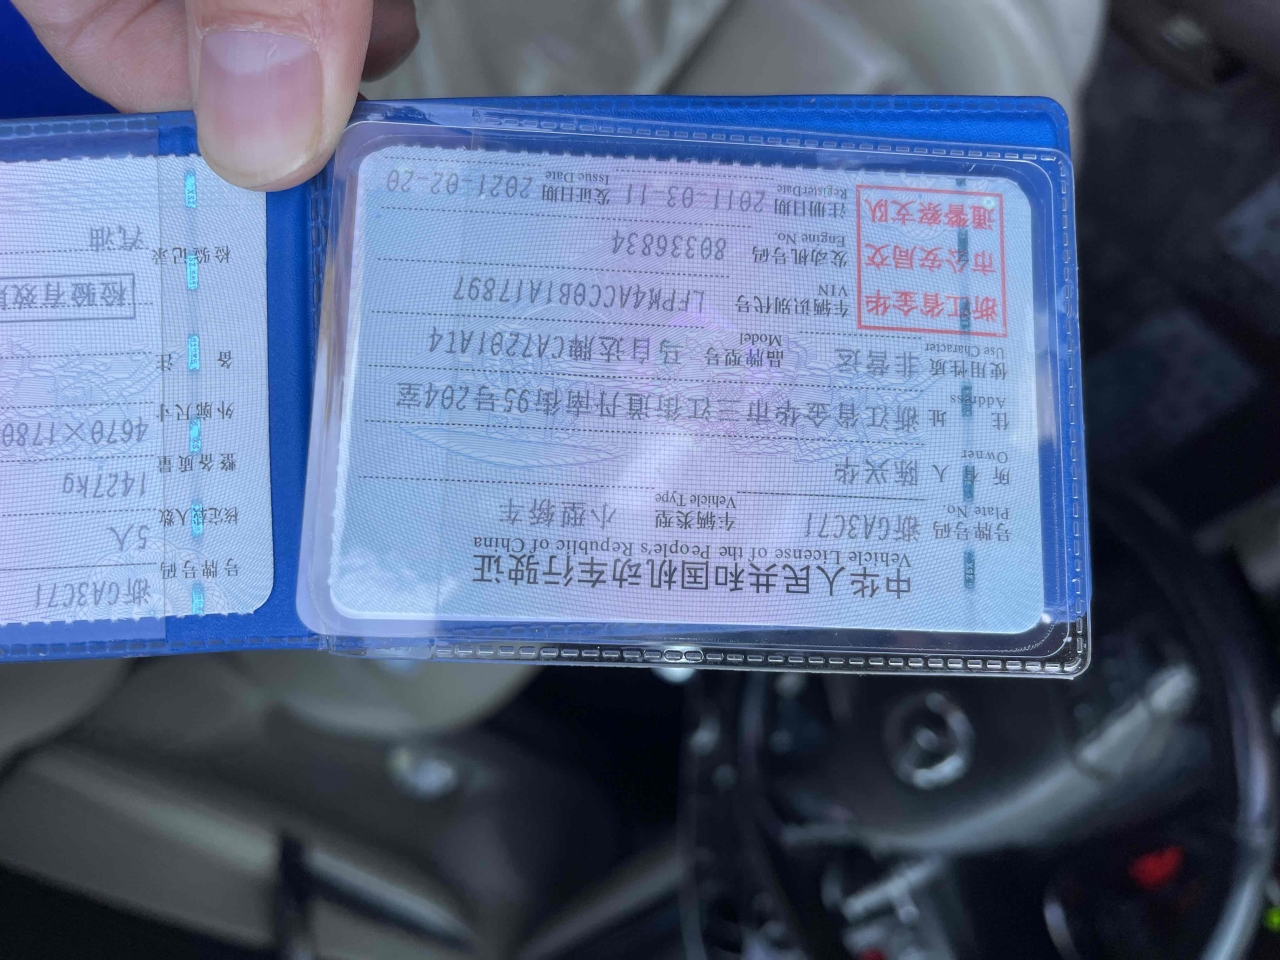 中华人民共和国机动车行驶证
Vehicle License of the People's Republic of China
号牌号码 浙GA3C71 车辆类型 小型轿车
Plate No. Vehicle Type
所有人 陈兴华
Owner
住址 浙江省金华市三江街道丹南街95号204室
Address
使用性质 非营运 品牌型号 马自达牌CA7201AT4
Use Character Model
浙江省金华
市公安局交
通警察支队
车辆识别代号 LFPM4ACC0B1A17897
VIN
发动机号码 80336834
Engine No.
注册日期 2011-03-11 发证日期 2021-02-20
Register Date Issue Date
号牌号码 浙GA3C71
核定载人数 5人
整备质量 1427kg
外廓尺寸 4670×1780
备注
检验有效期
检验记录 汽油